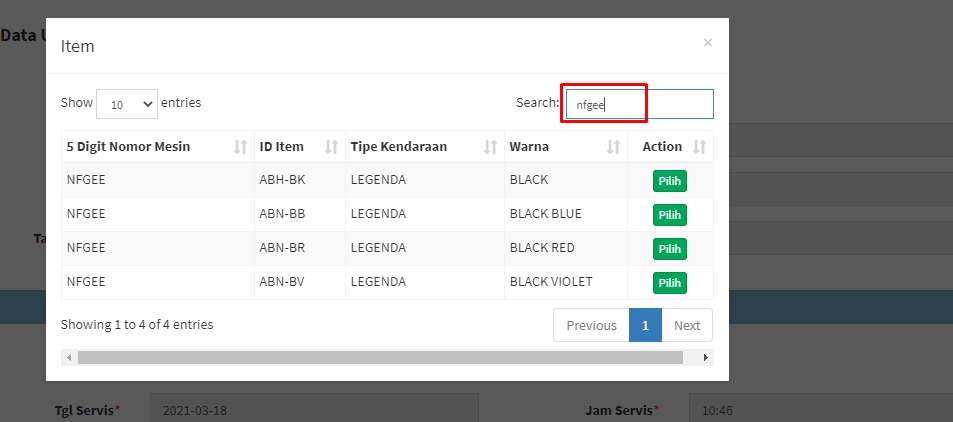 Data U
Item ×
Show 10 entries Search: nfgee
5 Digit Nomor Mesin ID Item Tipe Kendaraan Warna Action
NFGEE ABH-BK LEGENDA BLACK Pilih
NFGEE ABN-BB LEGENDA BLACK BLUE Pilih
NFGEE ABN-BR LEGENDA BLACK RED Pilih
NFGEE ABN-BV LEGENDA BLACK VIOLET Pilih
Ta
Showing 1 to 4 of 4 entries Previous 1 Next
Tgl Servis* 2021-03-18 Jam Servis* 10:46